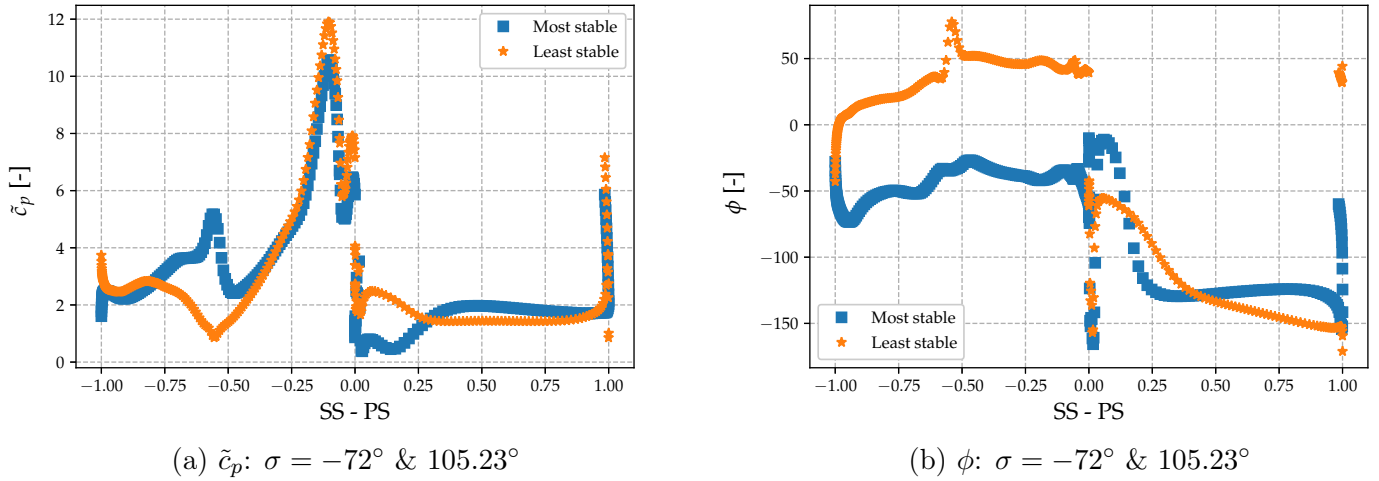 12
10
8
6
4
2
0
c̃p [-]
Most stable
Least stable
−1.00 −0.75 −0.50 −0.25 0.00 0.25 0.50 0.75 1.00
SS - PS
(a) c̃p: σ = −72° & 105.23°
50
0
−50
−100
−150
ϕ [-]
Most stable
Least stable
−1.00 −0.75 −0.50 −0.25 0.00 0.25 0.50 0.75 1.00
SS - PS
(b) ϕ: σ = −72° & 105.23°